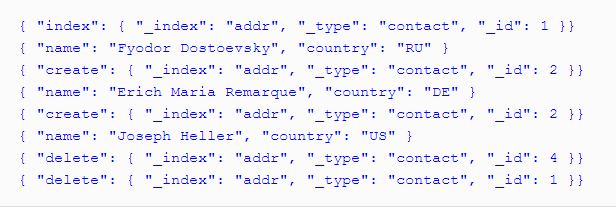 { "index": { "_index": "addr", "_type": "contact", "_id": 1 }}
{ "name": "Fyodor Dostoevsky", "country": "RU" }
{ "create": { "_index": "addr", "_type": "contact", "_id": 2 }}
{ "name": "Erich Maria Remarque", "country": "DE" }
{ "create": { "_index": "addr", "_type": "contact", "_id": 2 }}
{ "name": "Joseph Heller", "country": "US" }
{ "delete": { "_index": "addr", "_type": "contact", "_id": 4 }}
{ "delete": { "_index": "addr", "_type": "contact", "_id": 1 }}